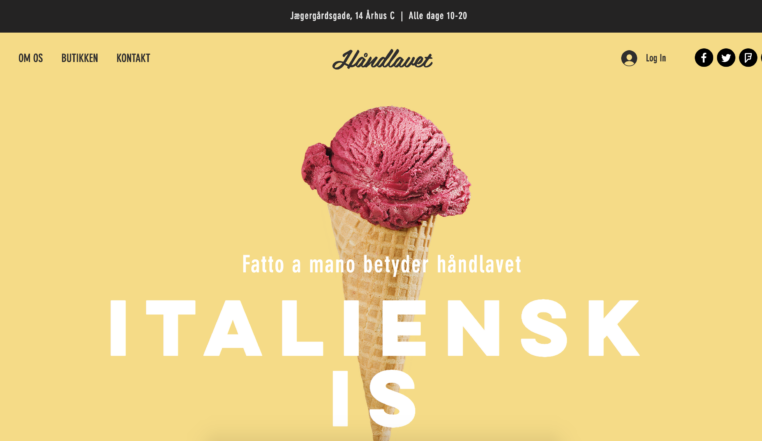 Jægergårdsgade, 14 Århus C | Alle dage 10-20
OM OS BUTIKKEN KONTAKT Håndlavet Log In
Fatto a mano betyder håndlavet
ITALIENSK
IS